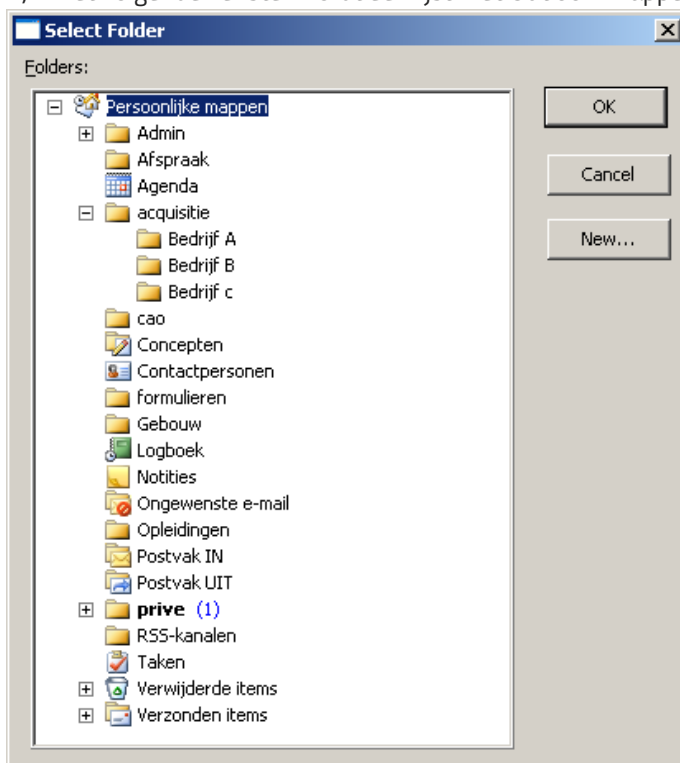 Select Folder
Folders:
Persoonlijke mappen
OK
Admin
Afspraak
Agenda
Cancel
acquisitie
Bedrijf A
New...
Bedrijf B
Bedrijf c
cao
Concepten
Contactpersonen
formulieren
Gebouw
Logboek
Notities
Ongewenste e-mail
Opleidingen
Postvak IN
Postvak UIT
prive (1)
RSS-kanalen
Taken
Verwijderde items
Verzonden items